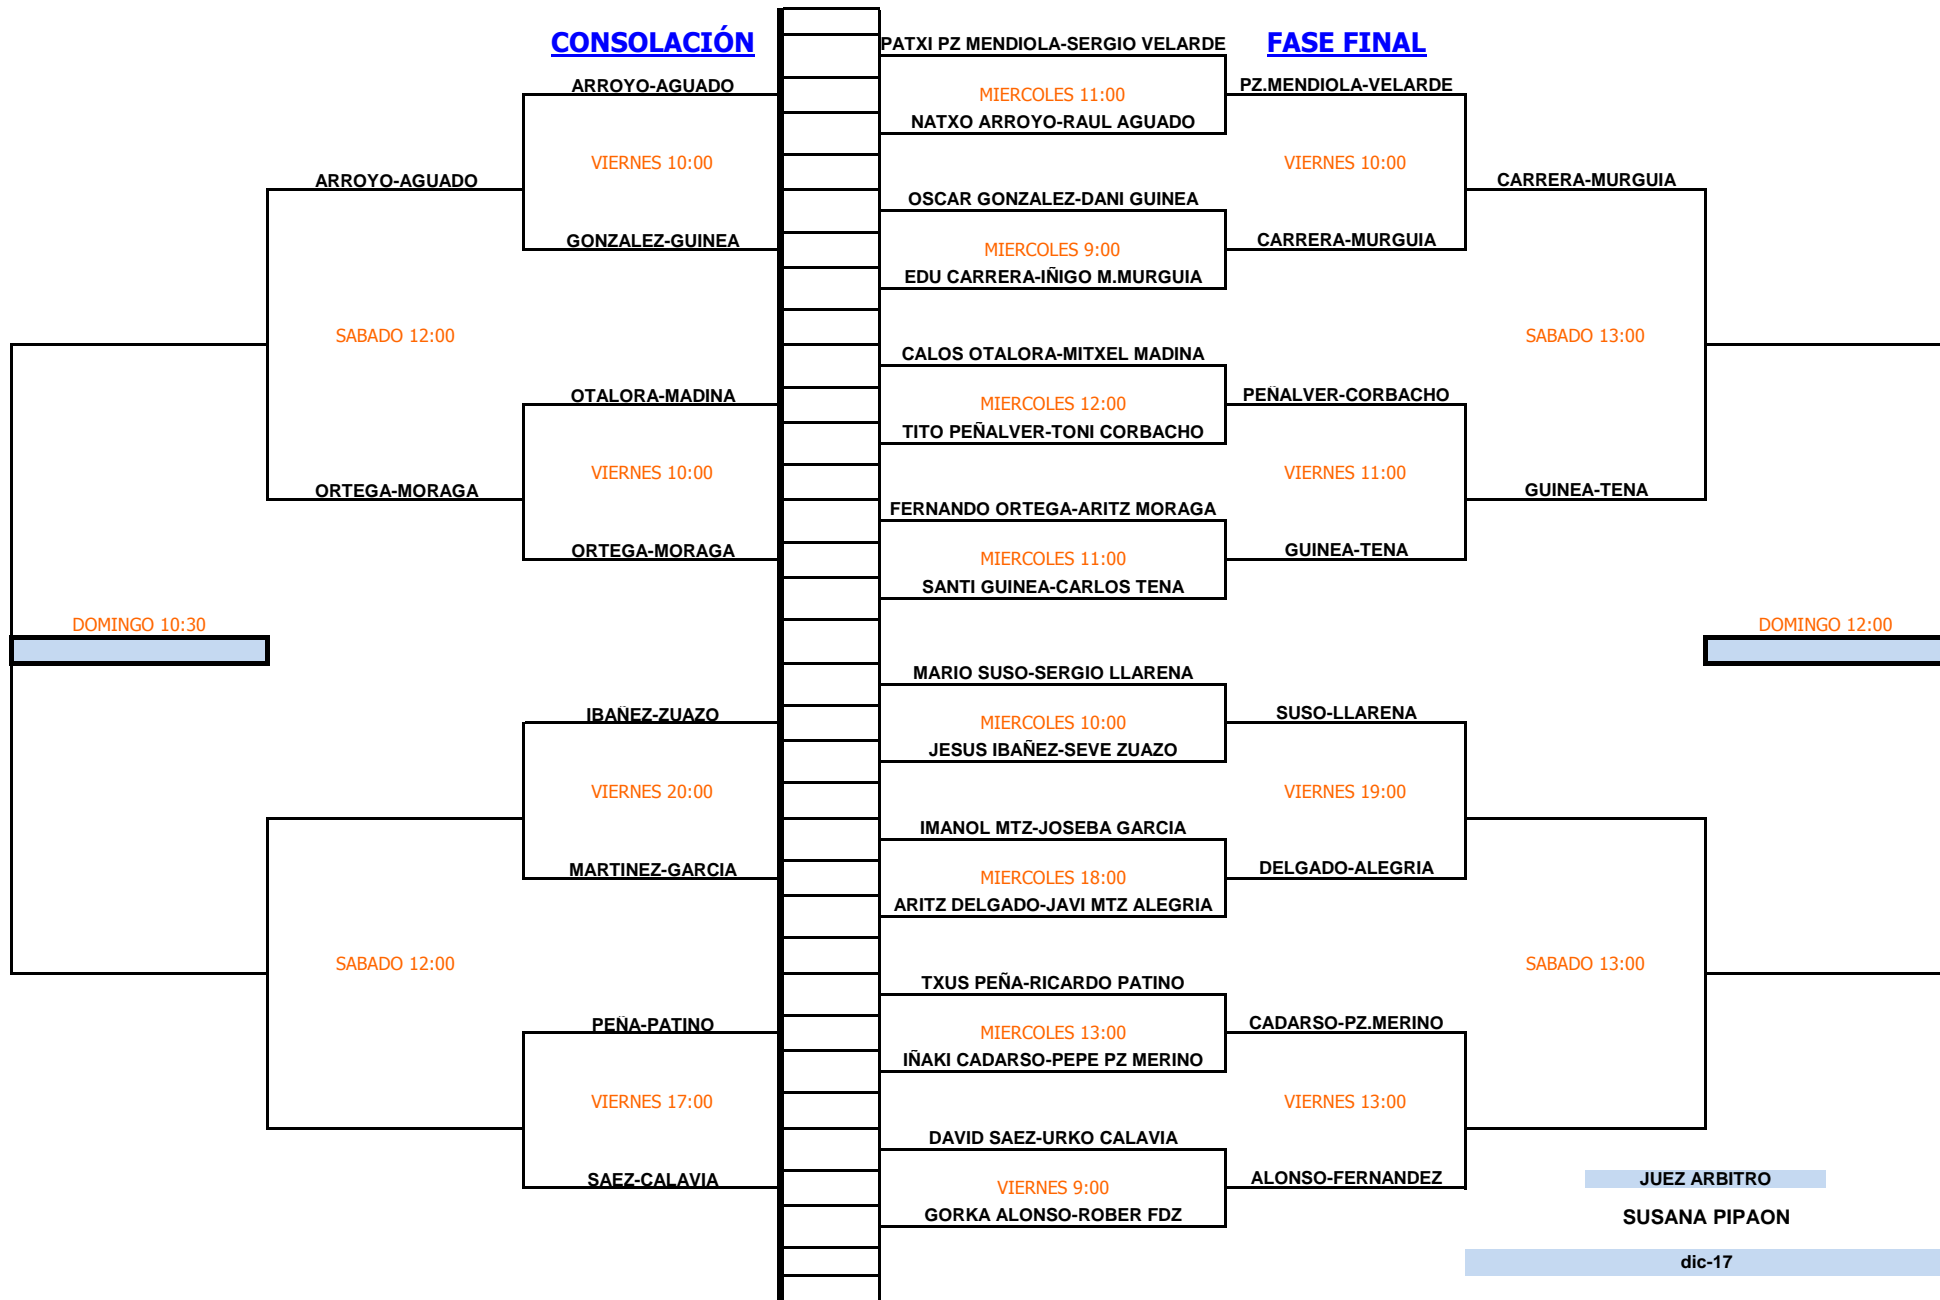 CONSOLACIÓN
FASE FINAL
PATXI PZ MENDIOLA-SERGIO VELARDE
ARROYO-AGUADO
PZ.MENDIOLA-VELARDE
MIERCOLES 11:00
NATXO ARROYO-RAUL AGUADO
VIERNES 10:00
VIERNES 10:00
ARROYO-AGUADO
CARRERA-MURGUIA
OSCAR GONZALEZ-DANI GUINEA
GONZALEZ-GUINEA
MIERCOLES 9:00
CARRERA-MURGUIA
EDU CARRERA-IÑIGO M.MURGUIA
SABADO 12:00
SABADO 13:00
CALOS OTALORA-MITXEL MADINA
OTALORA-MADINA
PEÑALVER-CORBACHO
MIERCOLES 12:00
TITO PEÑALVER-TONI CORBACHO
VIERNES 10:00
VIERNES 11:00
ORTEGA-MORAGA
GUINEA-TENA
FERNANDO ORTEGA-ARITZ MORAGA
ORTEGA-MORAGA
MIERCOLES 11:00
GUINEA-TENA
SANTI GUINEA-CARLOS TENA
DOMINGO 10:30
DOMINGO 12:00
MARIO SUSO-SERGIO LLARENA
IBAÑEZ-ZUAZO
MIERCOLES 10:00
SUSO-LLARENA
JESUS IBAÑEZ-SEVE ZUAZO
VIERNES 20:00
VIERNES 19:00
IMANOL MTZ-JOSEBA GARCIA
MARTINEZ-GARCIA
MIERCOLES 18:00
DELGADO-ALEGRIA
ARITZ DELGADO-JAVI MTZ ALEGRIA
SABADO 12:00
SABADO 13:00
TXUS PEÑA-RICARDO PATINO
PEÑA-PATINO
MIERCOLES 13:00
CADARSO-PZ.MERINO
IÑAKI CADARSO-PEPE PZ MERINO
VIERNES 17:00
VIERNES 13:00
DAVID SAEZ-URKO CALAVIA
SAEZ-CALAVIA
VIERNES 9:00
ALONSO-FERNANDEZ
JUEZ ARBITRO
GORKA ALONSO-ROBER FDZ
SUSANA PIPAON
dic-17